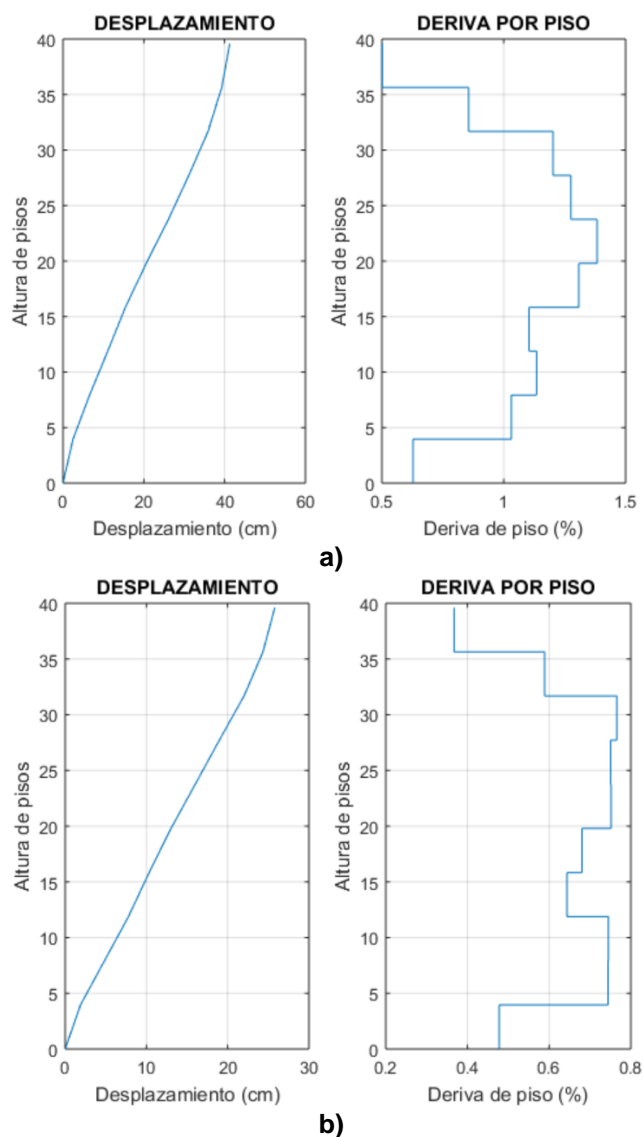 DESPLAZAMIENTO
40
35
30
25
20
15
10
5
0
Altura de pisos
0 20 40 60
Desplazamiento (cm)
DERIVA POR PISO
40
35
30
25
20
15
10
5
0
Altura de pisos
0.5 1 1.5
Deriva de piso (%)
a)
DESPLAZAMIENTO
40
35
30
25
20
15
10
5
0
Altura de pisos
0 10 20 30
Desplazamiento (cm)
DERIVA POR PISO
40
35
30
25
20
15
10
5
0
Altura de pisos
0.2 0.4 0.6 0.8
Deriva de piso (%)
b)